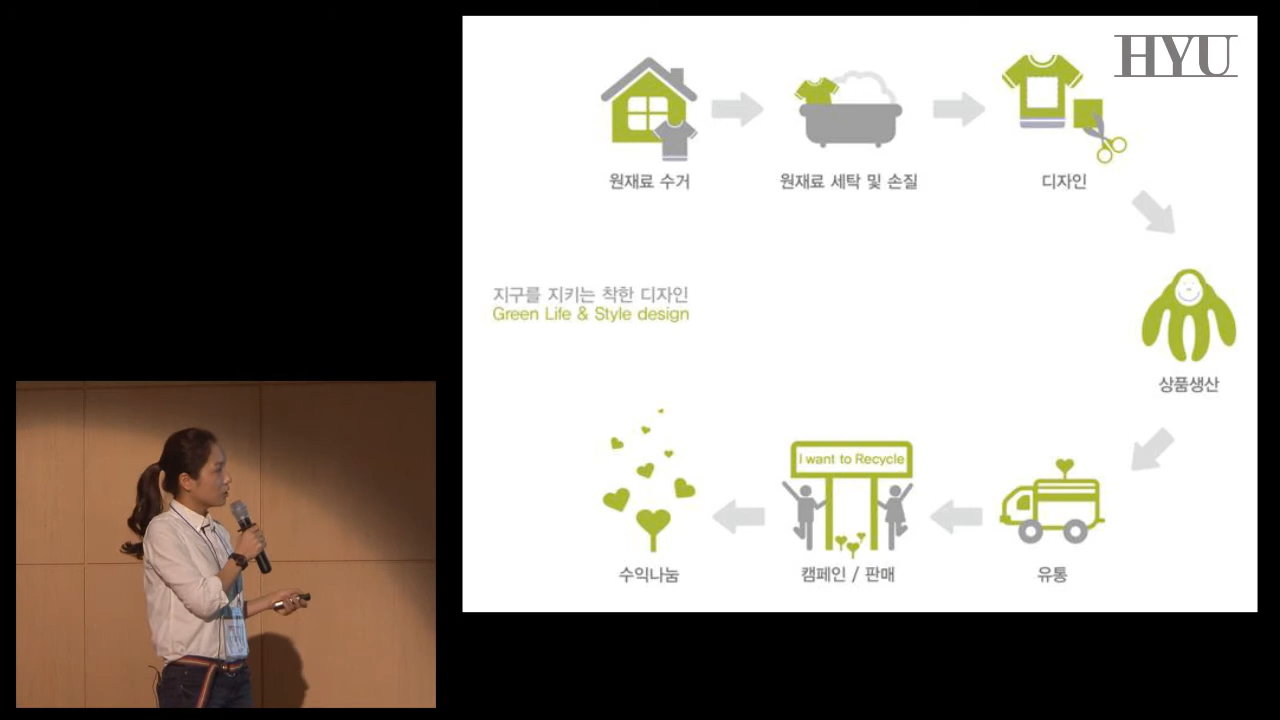 HYU
원재료 수거
원재료 세탁 및 손질
디자인
지구를 지키는 착한 디자인
Green Life & Style design
상품생산
I want to Recycle
수익나눔
캠페인 / 판매
유통